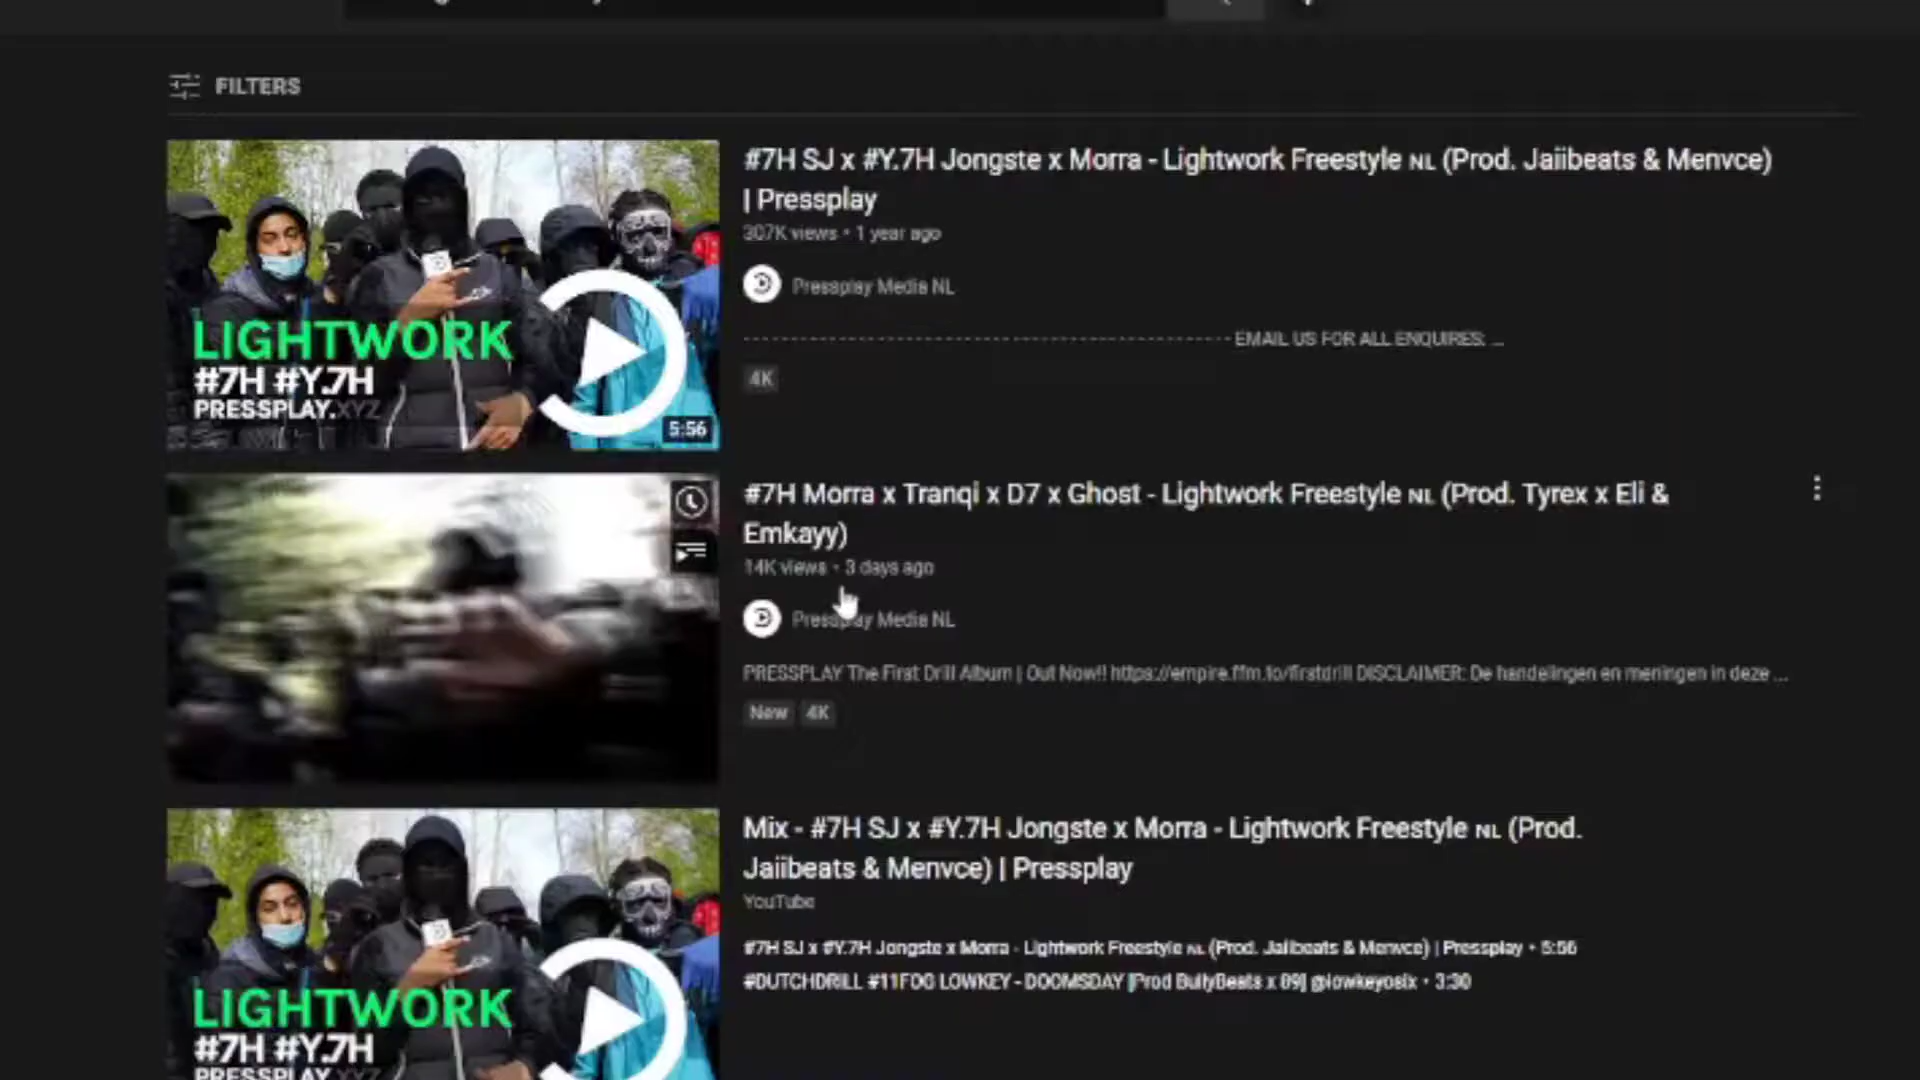 FILTERS
#7H SJ x #Y.7H Jongste x Morra - Lightwork Freestyle NL (Prod. Jaiibeats & Menvce)
| Pressplay
307K views • 1 year ago
Pressplay Media NL
EMAIL US FOR ALL ENQUIRES: ...
4K
LIGHTWORK
#7H #Y.7H
PRESSPLAY.XYZ
5:56
#7H Morra x Tranqi x D7 x Ghost - Lightwork Freestyle NL (Prod. Tyrex x Eli &
Emkayy)
14K views • 3 days ago
Pressplay Media NL
PRESSPLAY The First Drill Album | Out Now!! https://empire.ffm.to/firstdrill DISCLAIMER: De handelingen en meningen in deze ...
New 4K
Mix - #7H SJ x #Y.7H Jongste x Morra - Lightwork Freestyle NL (Prod.
Jaiibeats & Menvce) | Pressplay
YouTube
#7H SJ x #Y.7H Jongste x Morra - Lightwork Freestyle NL (Prod. Jaiibeats & Menvce) | Pressplay • 5:56
#DUTCHDRILL #11FOG LOWKEY - DOOMSDAY [Prod BullyBeats x 09] @lowkeyosix • 3:30
LIGHTWORK
#7H #Y.7H
PRESSPLAY.XYZ